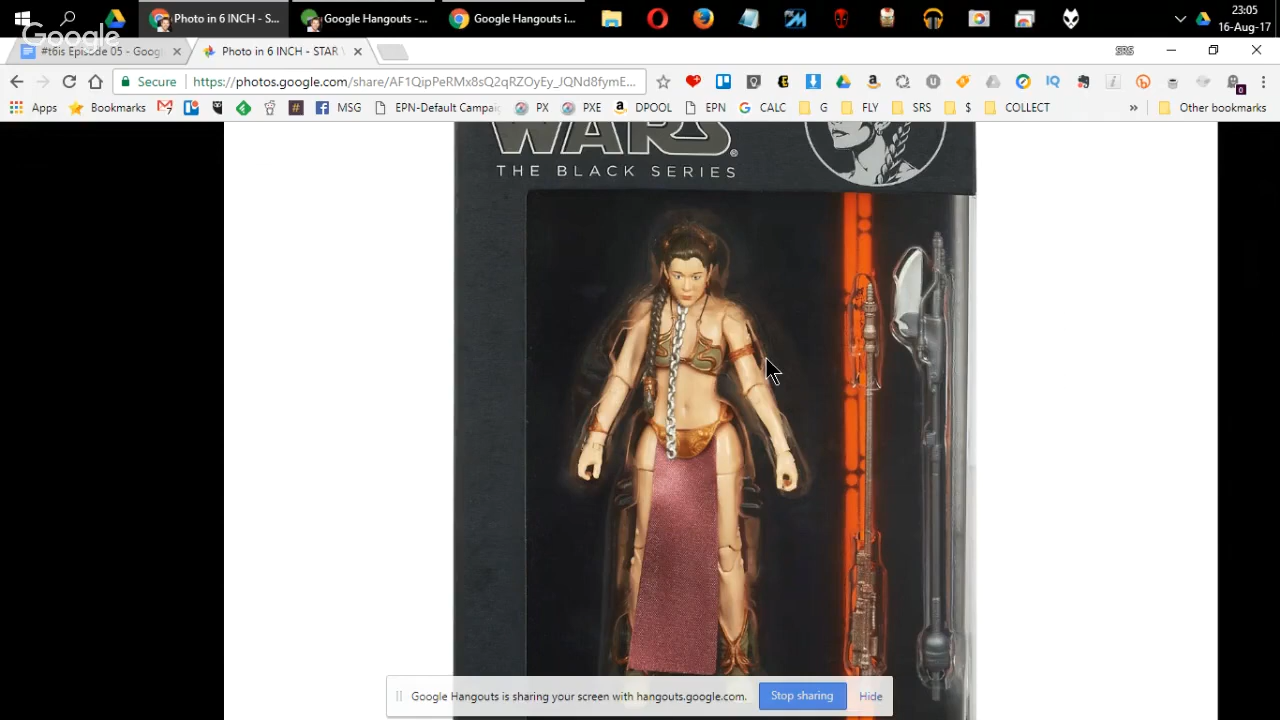 Photo in 6 INCH - S...
Google Hangouts -...
Google Hangouts i...
23:05
16-Aug-17
Google
#t6is Episode 05 - Goog
Photo in 6 INCH - STAR
SRS
Secure
https://photos.google.com/share/AF1QipPeRMx8sQ2qRZOyEy_JQNd8fymE...
Apps
Bookmarks
MSG
EPN-Default Campai
PX
PXE
DPOOL
EPN
CALC
G
FLY
SRS
$
COLLECT
»
Other bookmarks
WARS
THE BLACK SERIES
Google Hangouts is sharing your screen with hangouts.google.com.
Stop sharing
Hide